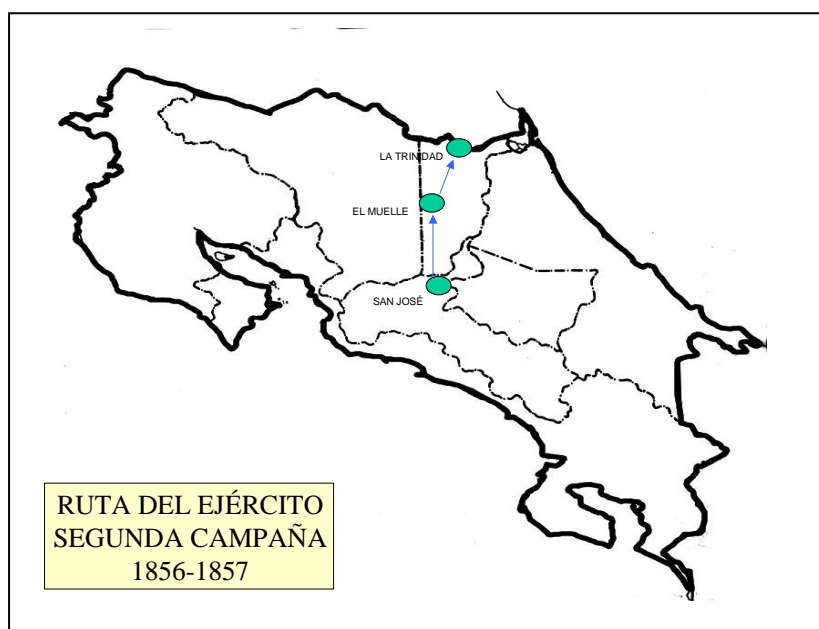 LA TRINIDAD
EL MUELLE
SAN JOSÉ
RUTA DEL EJÉRCITO
SEGUNDA CAMPAÑA
1856-1857